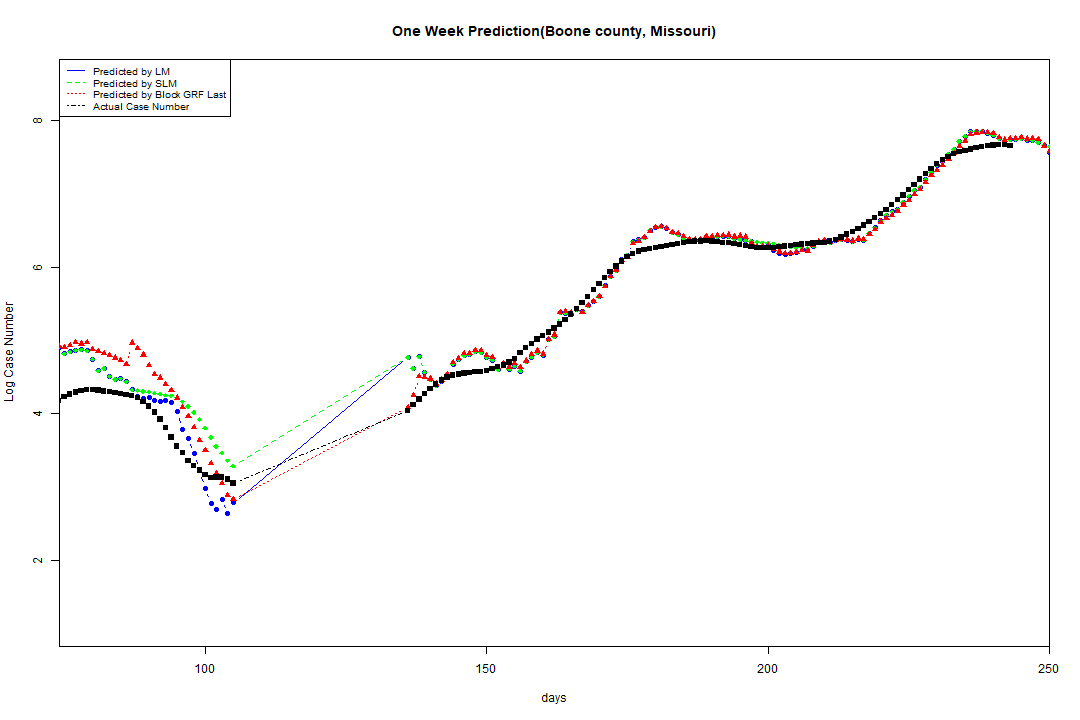 One Week Prediction(Boone county, Missouri)
Predicted by LM
Predicted by SLM
Predicted by Block GRF Last
Actual Case Number
8
6
4
2
Log Case Number
100 150 200 250
days